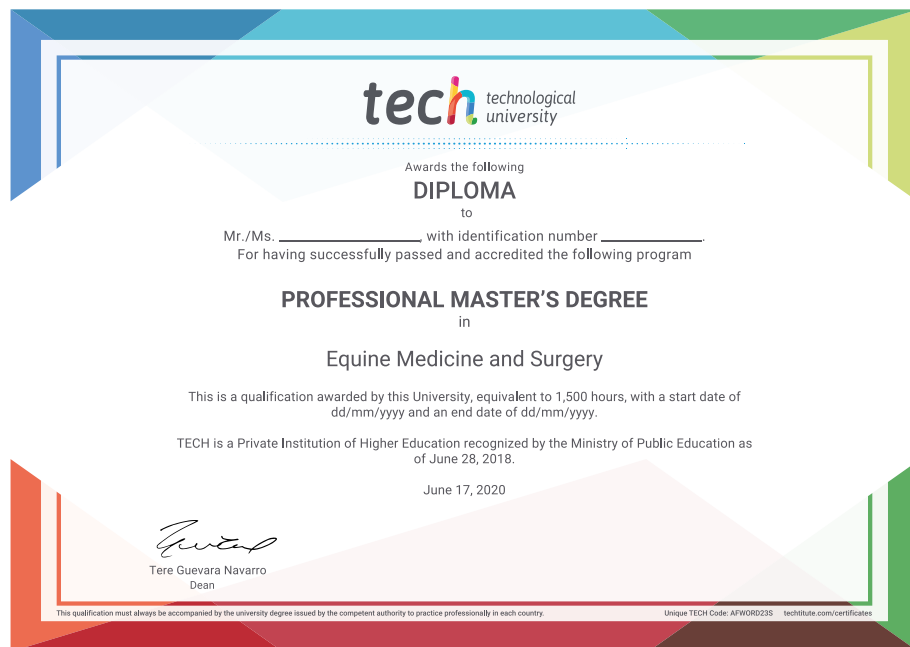 tech technological
university
Awards the following
DIPLOMA
to
Mr./Ms. ____________, with identification number ____________.
For having successfully passed and accredited the following program
PROFESSIONAL MASTER'S DEGREE
in
Equine Medicine and Surgery
This is a qualification awarded by this University, equivalent to 1,500 hours, with a start date of
dd/mm/yyyy and an end date of dd/mm/yyyy.
TECH is a Private Institution of Higher Education recognized by the Ministry of Public Education as
of June 28, 2018.
June 17, 2020
Tere Guevara Navarro
Dean
This qualification must always be accompanied by the university degree issued by the competent authority to practice professionally in each country. Unique TECH Code: AFWORD23S techtitute.com/certificates